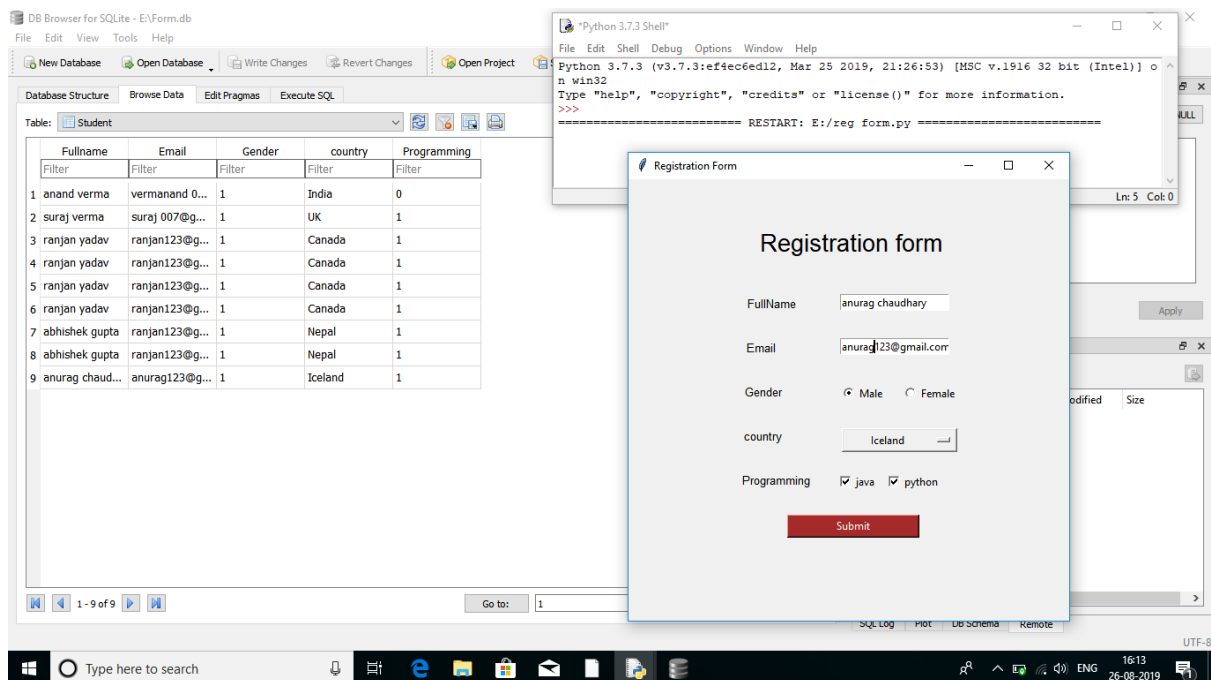 DB Browser for SQLite - E:\Form.db
File Edit View Tools Help
New Database Open Database Write Changes Revert Changes Open Project
Database Structure Browse Data Edit Pragmas Execute SQL
Table: Student
Fullname Email Gender country Programming
Filter Filter Filter Filter Filter
1 anand verma vermanand 0... 1 India 0
2 suraj verma suraj 007@g... 1 UK 1
3 ranjan yadav ranjan123@g... 1 Canada 1
4 ranjan yadav ranjan123@g... 1 Canada 1
5 ranjan yadav ranjan123@g... 1 Canada 1
6 ranjan yadav ranjan123@g... 1 Canada 1
7 abhishek gupta ranjan123@g... 1 Nepal 1
8 abhishek gupta ranjan123@g... 1 Nepal 1
9 anurag chaud... anurag123@g... 1 Iceland 1
1 - 9 of 9 Go to: 1
*Python 3.7.3 Shell*
File Edit Shell Debug Options Window Help
Python 3.7.3 (v3.7.3:ef4ec6ed12, Mar 25 2019, 21:26:53) [MSC v.1916 32 bit (Intel)] o
n win32
Type "help", "copyright", "credits" or "license()" for more information.
>>>
========================== RESTART: E:/reg form.py ==========================
Ln: 5 Col: 0
Registration Form
Registration form
FullName anurag chaudhary
Email anurag123@gmail.com
Gender Male Female
country Iceland
Programming java python
Submit
Apply
Size
SQL Log Plot DB Schema Remote
UTF-8
Type here to search
ENG
16:13
26-08-2019